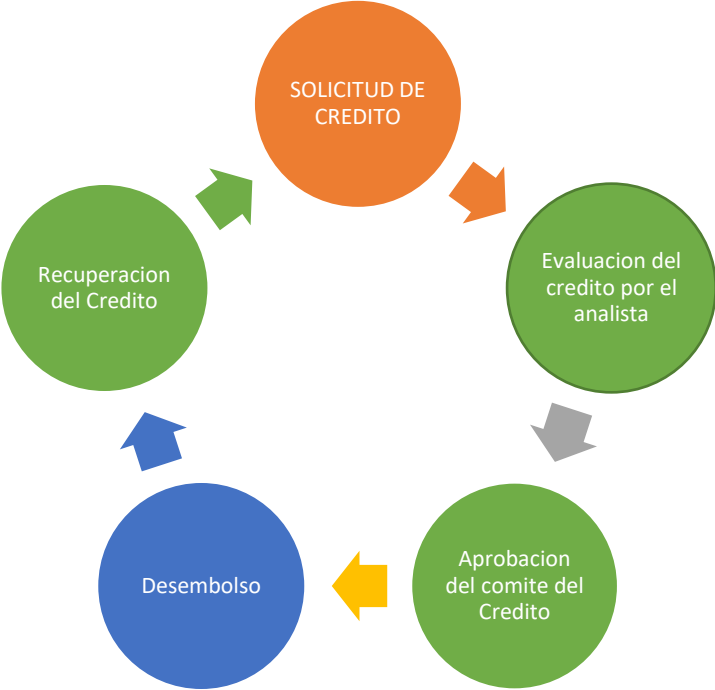 SOLICITUD DE
CREDITO
Evaluacion del
credito por el
analista
Aprobacion
del comite del
Credito
Desembolso
Recuperacion
del Credito